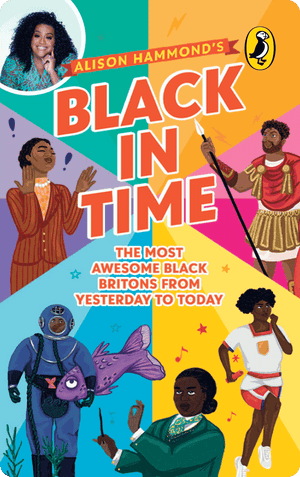 ALISON HAMMOND'S
BLACK
IN
TIME
THE MOST
AWESOME BLACK
BRITONS FROM
YESTERDAY TO TODAY